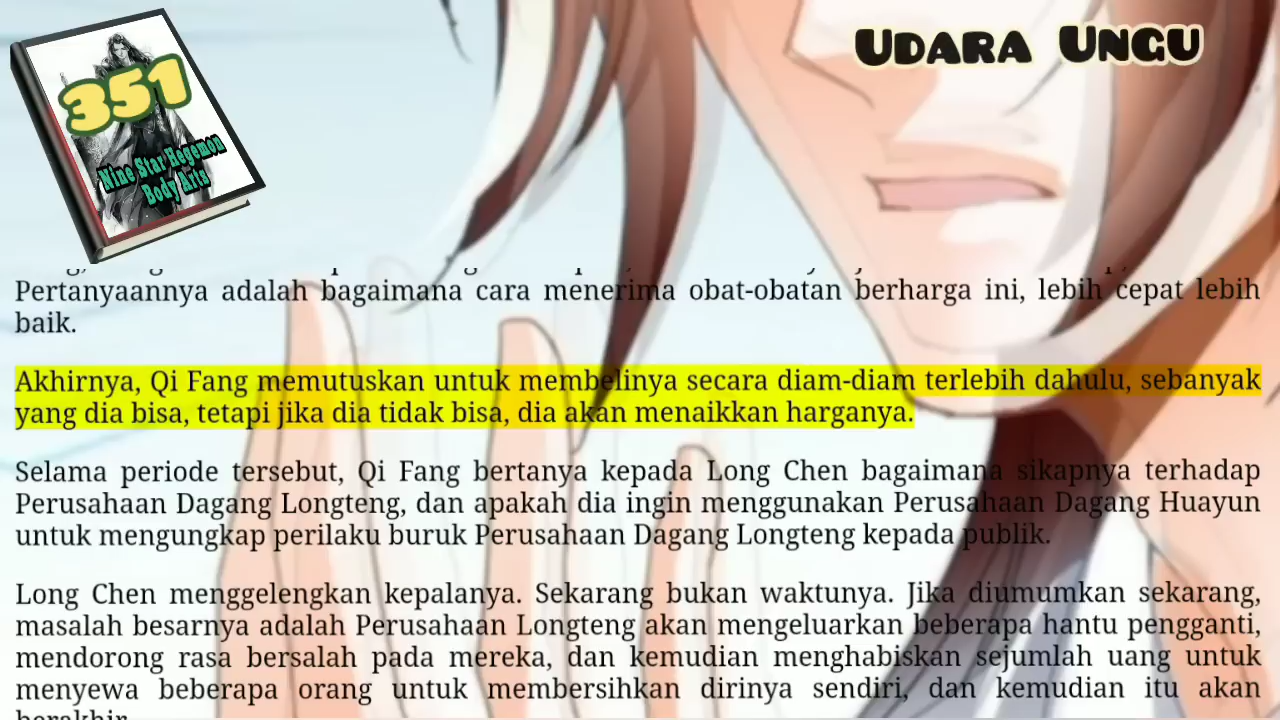 Udara Ungu
351
Nine Star Hegemon
Body Arts
Pertanyaannya adalah bagaimana cara menerima obat-obatan berharga ini, lebih cepat lebih
baik.
Akhirnya, Qi Fang memutuskan untuk membelinya secara diam-diam terlebih dahulu, sebanyak
yang dia bisa, tetapi jika dia tidak bisa, dia akan menaikkan harganya.
Selama periode tersebut, Qi Fang bertanya kepada Long Chen bagaimana sikapnya terhadap
Perusahaan Dagang Longteng, dan apakah dia ingin menggunakan Perusahaan Dagang Huayun
untuk mengungkap perilaku buruk Perusahaan Dagang Longteng kepada publik.
Long Chen menggelengkan kepalanya. Sekarang bukan waktunya. Jika diumumkan sekarang,
masalah besarnya adalah Perusahaan Longteng akan mengeluarkan beberapa hantu pengganti,
mendorong rasa bersalah pada mereka, dan kemudian menghabiskan sejumlah uang untuk
menyewa beberapa orang untuk membersihkan dirinya sendiri, dan kemudian itu akan